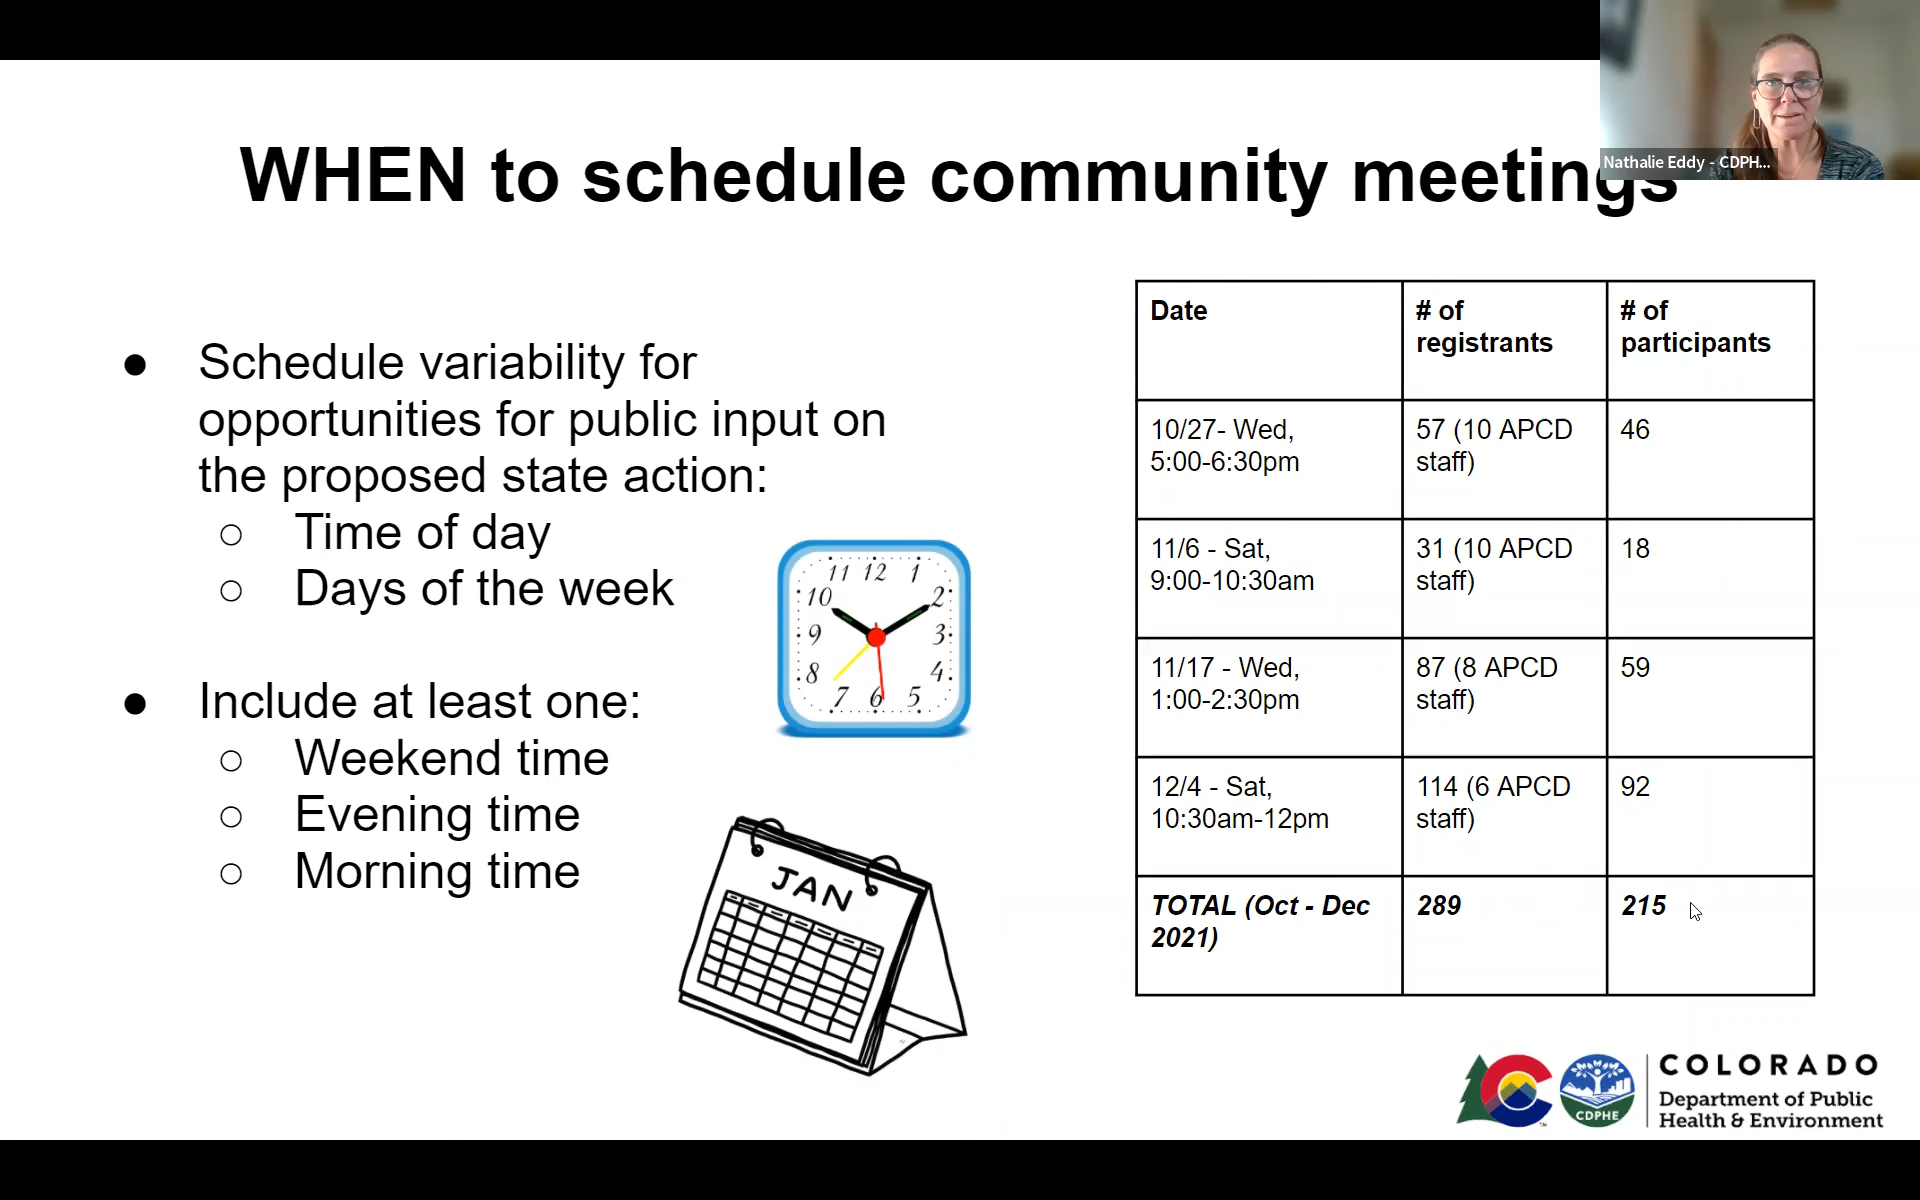 WHEN to schedule community meetings
Nathalie Eddy - CDPH...
● Schedule variability for
opportunities for public input on
the proposed state action:
○ Time of day
○ Days of the week
● Include at least one:
○ Weekend time
○ Evening time
○ Morning time
11 12 1
10 2
9 3
8 4
7 6 5
JAN
Date
# of
registrants
# of
participants
10/27- Wed,
5:00-6:30pm
57 (10 APCD
staff)
46
11/6 - Sat,
9:00-10:30am
31 (10 APCD
staff)
18
11/17 - Wed,
1:00-2:30pm
87 (8 APCD
staff)
59
12/4 - Sat,
10:30am-12pm
114 (6 APCD
staff)
92
TOTAL (Oct - Dec
2021)
289
215
CDPHE
COLORADO
Department of Public
Health & Environment